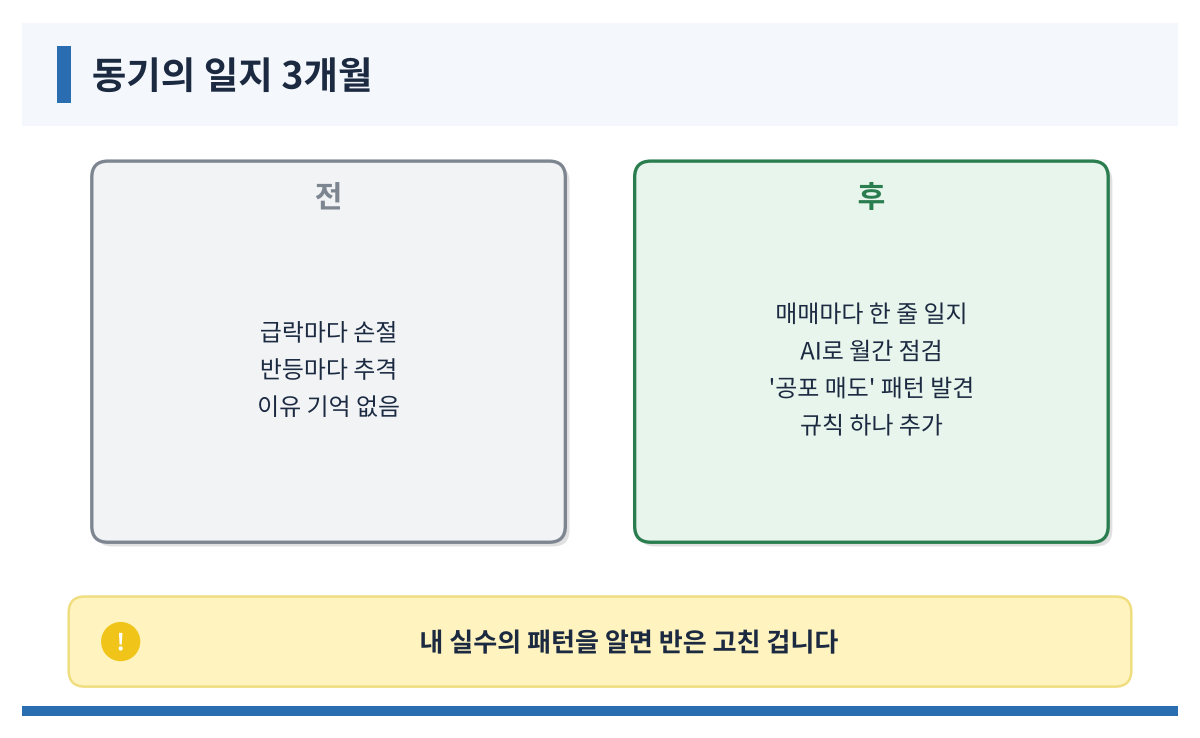 동기의 일지 3개월
전
급락마다 손절
반등마다 추격
이유 기억 없음
후
매매마다 한 줄 일지
AI로 월간 점검
'공포 매도' 패턴 발견
규칙 하나 추가
!
내 실수의 패턴을 알면 반은 고친 겁니다